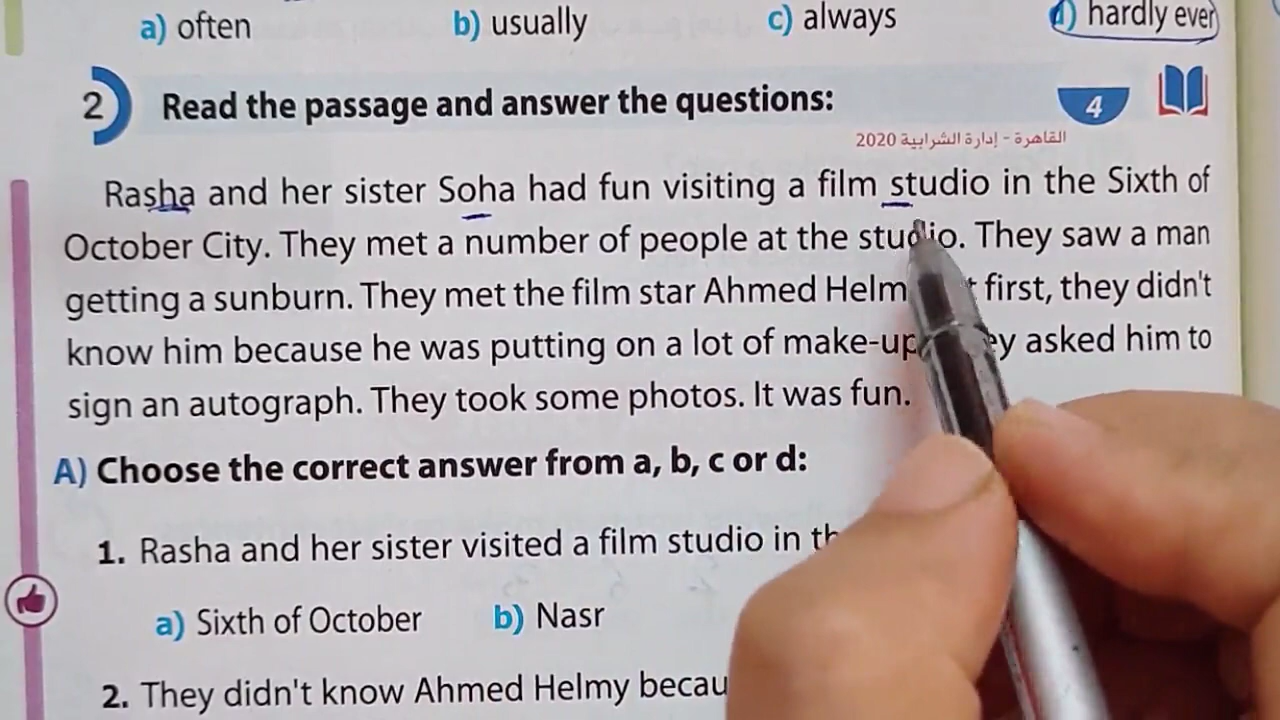 a) often b) usually c) always d) hardly ever
2 Read the passage and answer the questions: 4
القاهرة - إدارة الشرابية 2020
Rasha and her sister Soha had fun visiting a film studio in the Sixth of
October City. They met a number of people at the studio. They saw a man
getting a sunburn. They met the film star Ahmed Helm first, they didn't
know him because he was putting on a lot of make-up asked him to
sign an autograph. They took some photos. It was fun.
A) Choose the correct answer from a, b, c or d:
1. Rasha and her sister visited a film studio in
a) Sixth of October b) Nasr
2. They didn't know Ahmed Helmy